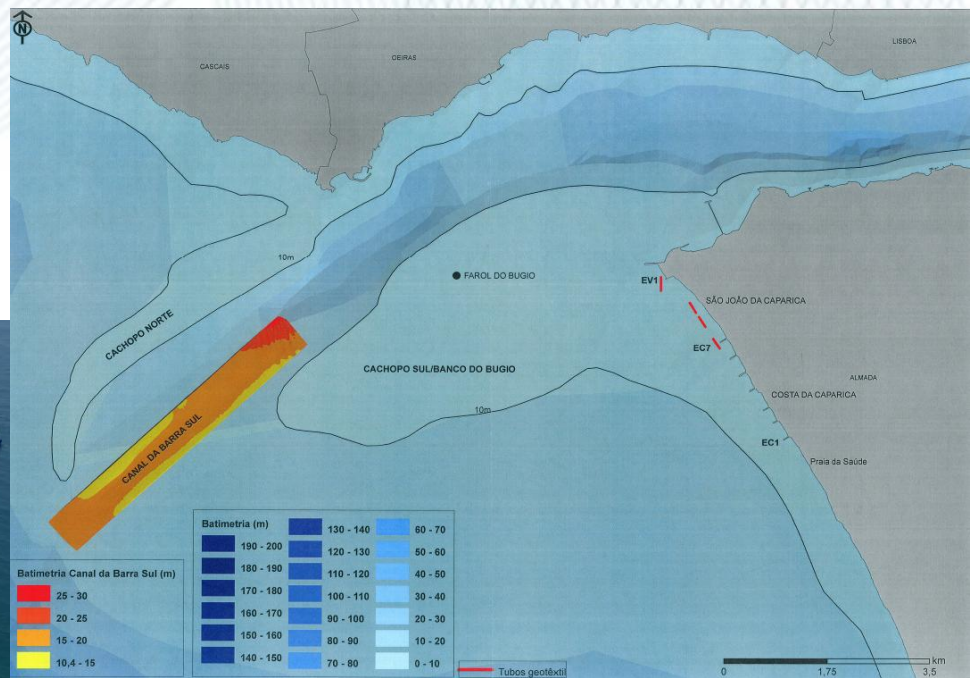 N
CASCAIS
OEIRAS
LISBOA
10m
FAROL DO BUGIO
EV1
SÃO JOÃO DA CAPARICA
CACHOPO NORTE
EC7
CACHOPO SUL/BANCO DO BUGIO
ALMADA
COSTA DA CAPARICA
10m
CANAL DA BARRA SUL
EC1
Praia da Saúde
Batimetria (m)
190 - 200
180 - 190
170 - 180
160 - 170
150 - 160
140 - 150
130 - 140
120 - 130
110 - 120
100 - 110
90 - 100
80 - 90
70 - 80
60 - 70
50 - 60
40 - 50
30 - 40
20 - 30
10 - 20
0 - 10
Batimetria Canal da Barra Sul (m)
25 - 30
20 - 25
15 - 20
10,4 - 15
Tubos geotêxtil
km
0 1,75 3,5